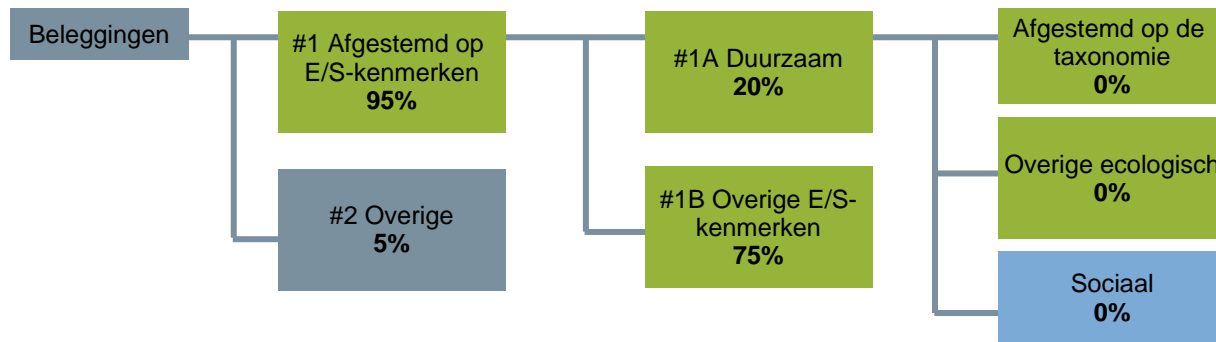 Beleggingen
#1 Afgestemd op
E/S-kenmerken
95%
#2 Overige
5%
#1A Duurzaam
20%
#1B Overige E/S-
kenmerken
75%
Afgestemd op de
taxonomie
0%
Overige ecologisch
0%
Sociaal
0%